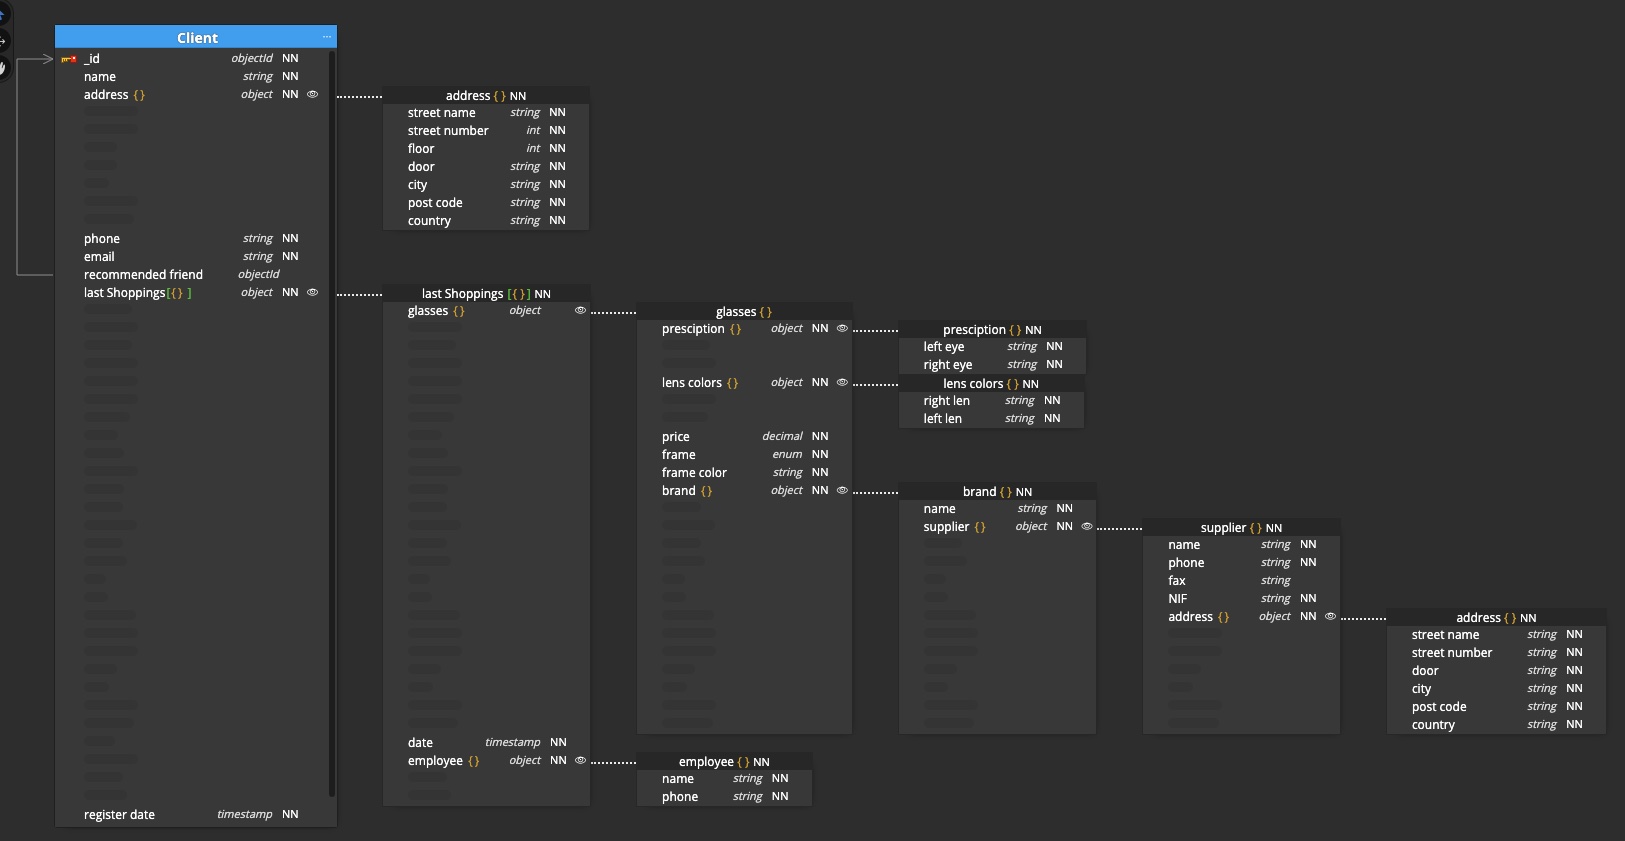 Client ...
_id objectId NN
name string NN
address {} object NN
phone string NN
email string NN
recommended friend objectId
last Shoppings[{} ] object NN
register date timestamp NN
address {} NN
street name string NN
street number int NN
floor int NN
door string NN
city string NN
post code string NN
country string NN
last Shoppings [{}] NN
glasses {} object
date timestamp NN
employee {} object NN
glasses {}
presciption {} object NN
lens colors {} object NN
price decimal NN
frame enum NN
frame color string NN
brand {} object NN
presciption {} NN
left eye string NN
right eye string NN
lens colors {} NN
right len string NN
left len string NN
brand {} NN
name string NN
supplier {} object NN
supplier {} NN
name string NN
phone string NN
fax string
NIF string NN
address {} object NN
address {} NN
street name string NN
street number string NN
door string NN
city string NN
post code string NN
country string NN
employee {} NN
name string NN
phone string NN